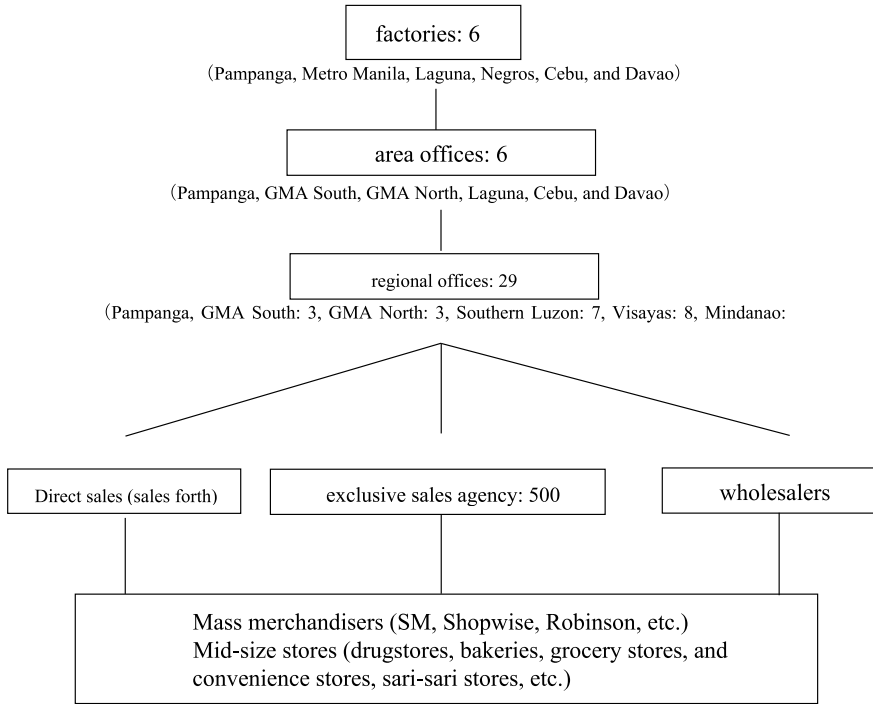 factories: 6
（Pampanga, Metro Manila, Laguna, Negros, Cebu, and Davao）
area offices: 6
（Pampanga, GMA South, GMA North, Laguna, Cebu, and Davao）
regional offices: 29
（Pampanga, GMA South: 3, GMA North: 3, Southern Luzon: 7, Visayas: 8, Mindanao:
Direct sales (sales forth)
exclusive sales agency: 500
wholesalers
Mass merchandisers (SM, Shopwise, Robinson, etc.)
Mid-size stores (drugstores, bakeries, grocery stores, and
convenience stores, sari-sari stores, etc.)